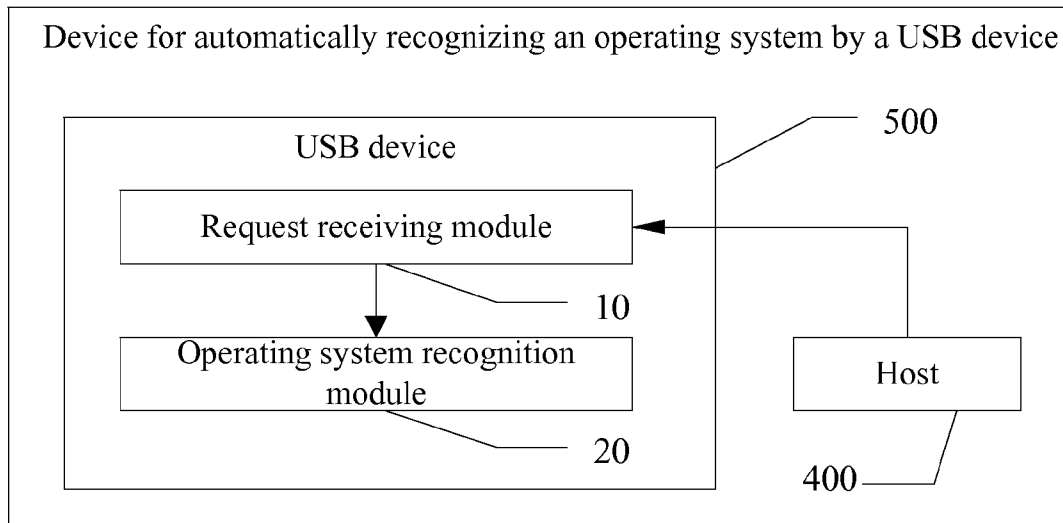 Device for automatically recognizing an operating system by a USB device
500
USB device
Request receiving module
10
Operating system recognition
module
Host
20
400